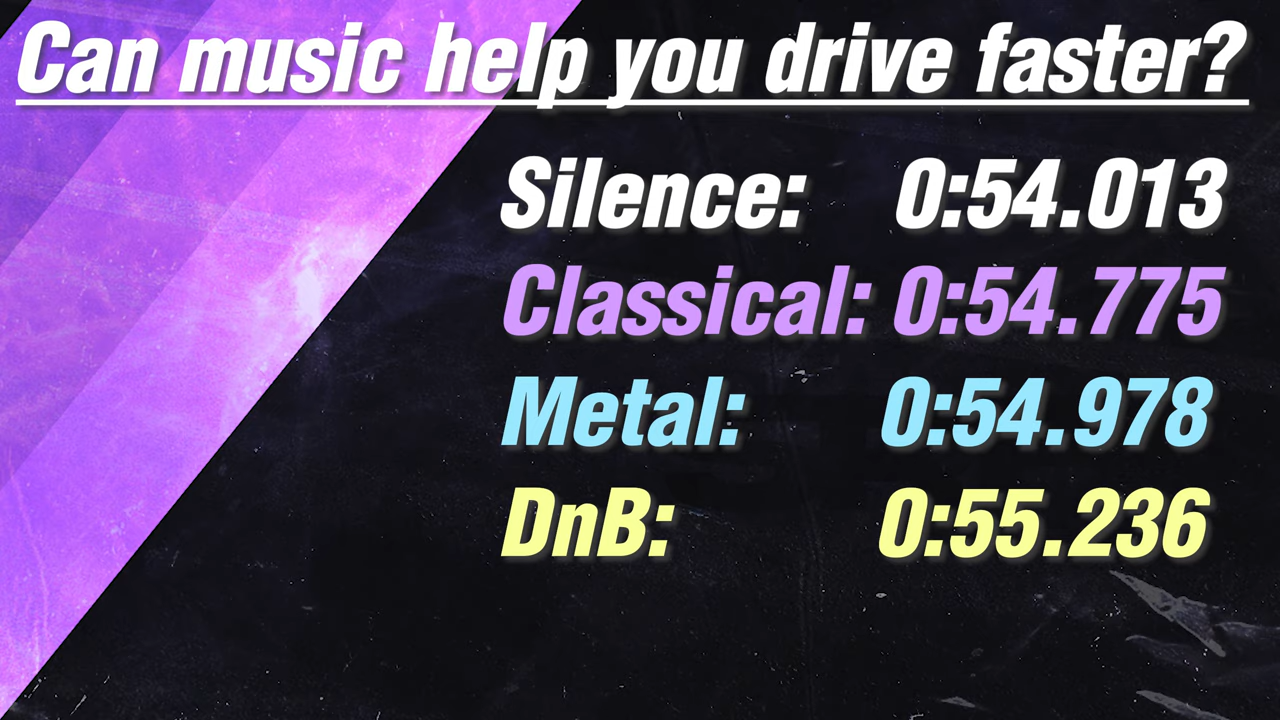 Can music help you drive faster?
Silence: 0:54.013
Classical: 0:54.775
Metal: 0:54.978
DnB: 0:55.236